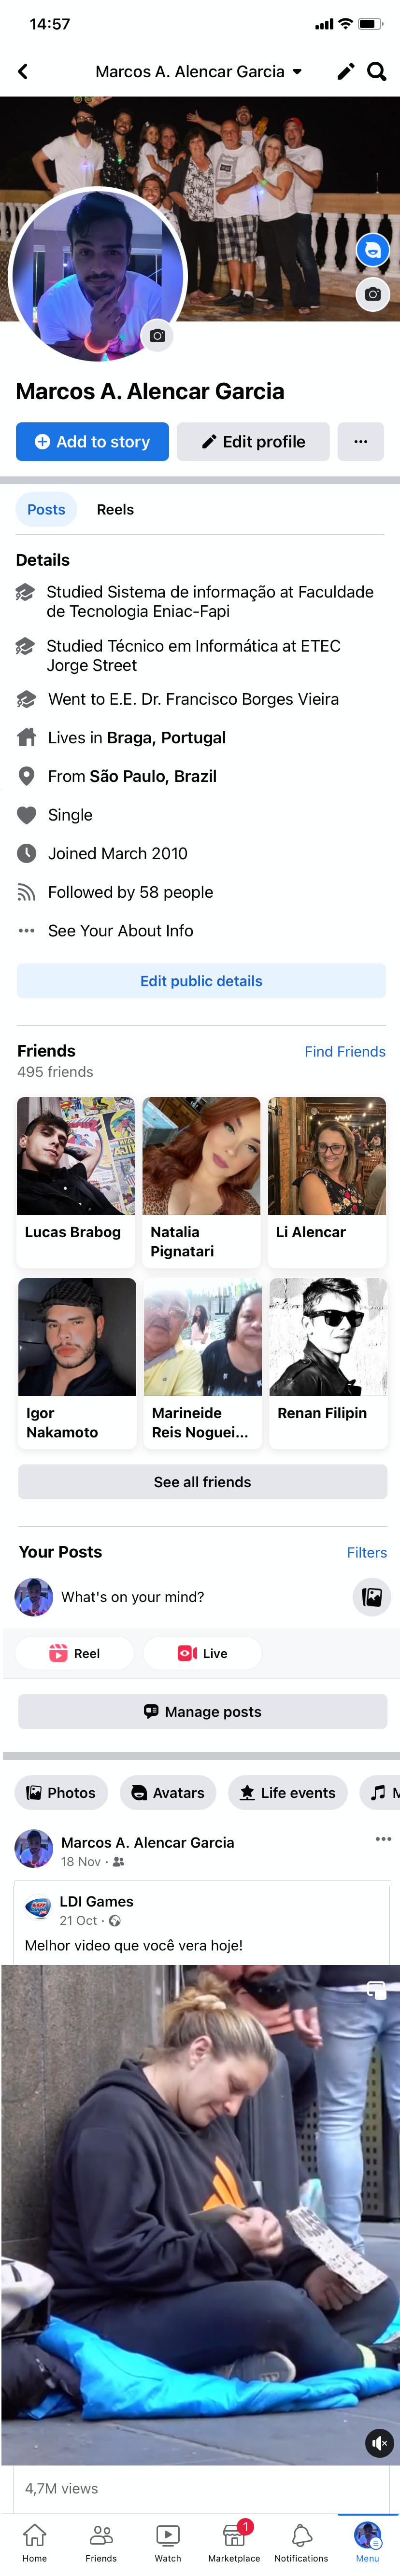 14:57
Marcos A. Alencar Garcia
Marcos A. Alencar Garcia
Add to story
Edit profile
Posts
Reels
Details
Studied Sistema de informação at Faculdade
de Tecnologia Eniac-Fapi
Studied Técnico em Informática at ETEC
Jorge Street
Went to E.E. Dr. Francisco Borges Vieira
Lives in Braga, Portugal
From São Paulo, Brazil
Single
Joined March 2010
Followed by 58 people
See Your About Info
Edit public details
Friends
Find Friends
495 friends
Lucas Brabog
Natalia
Pignatari
Li Alencar
Igor
Nakamoto
Marineide
Reis Noguei...
Renan Filipin
See all friends
Your Posts
Filters
What's on your mind?
Reel
Live
Manage posts
Photos
Avatars
Life events
M
Marcos A. Alencar Garcia
18 Nov ·
LDI Games
21 Oct ·
Melhor video que você vera hoje!
4,7M views
1
Home
Friends
Watch
Marketplace
Notifications
Menu